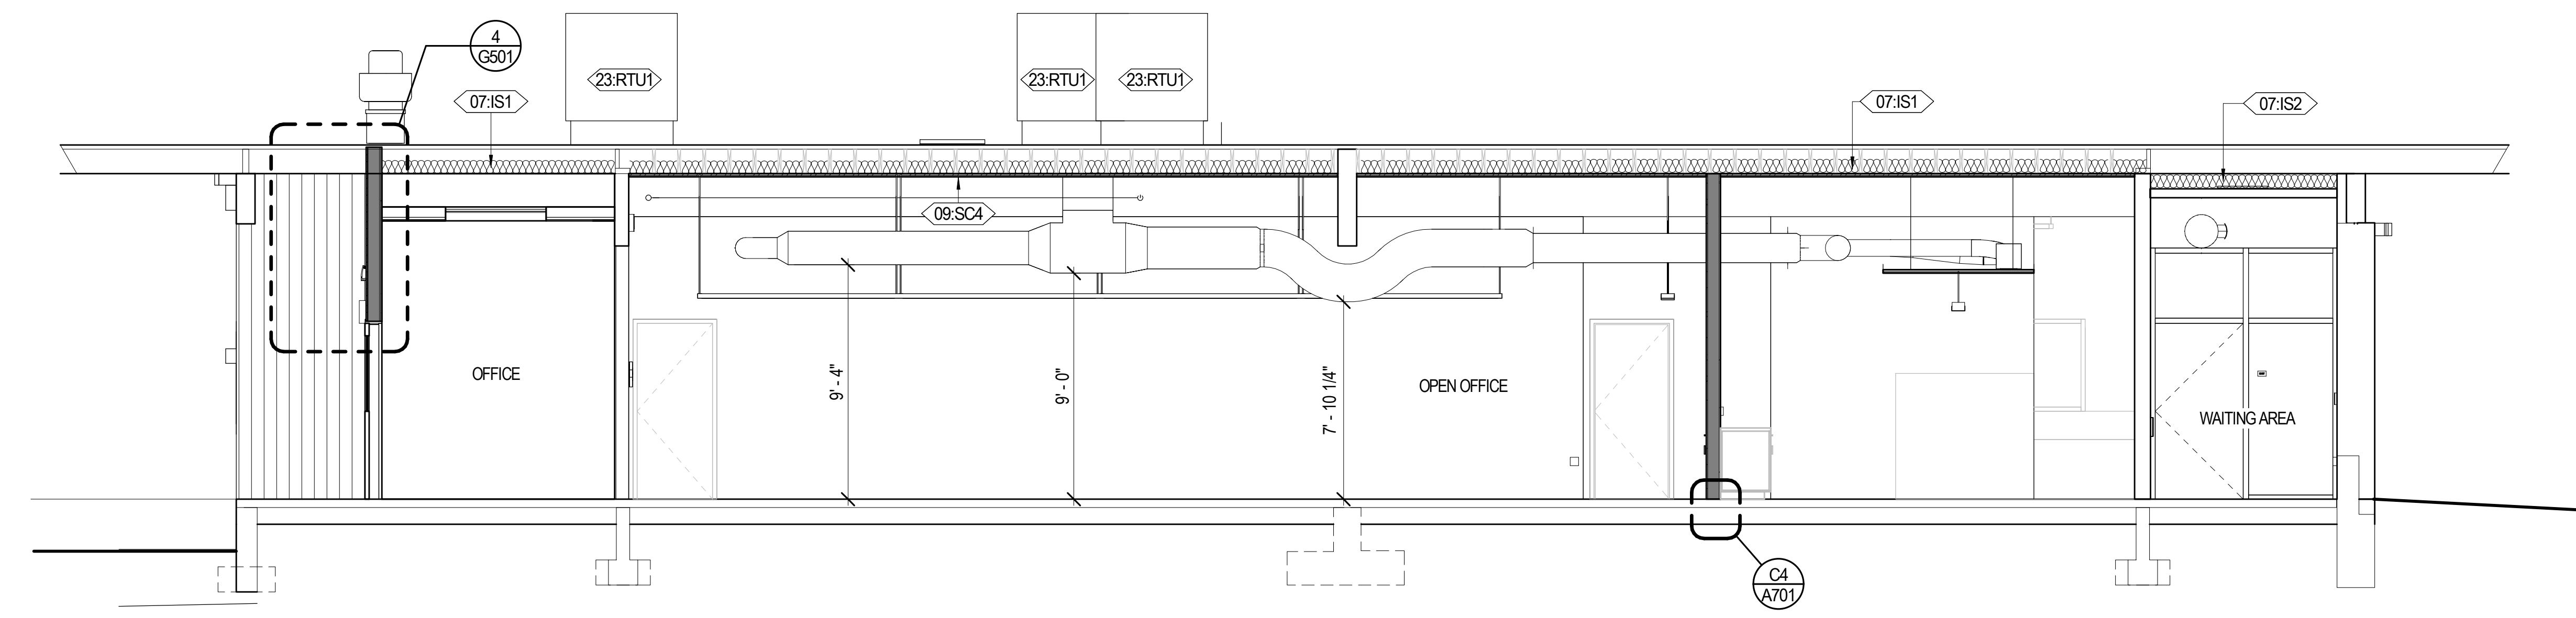 4
G501
23:RTU1
23:RTU1
23:RTU1
07:IS1
07:IS1
07:IS2
09:SC4
OFFICE
9' - 4"
9' - 0"
7' - 10 1/4"
OPEN OFFICE
WAITING AREA
C4
A701